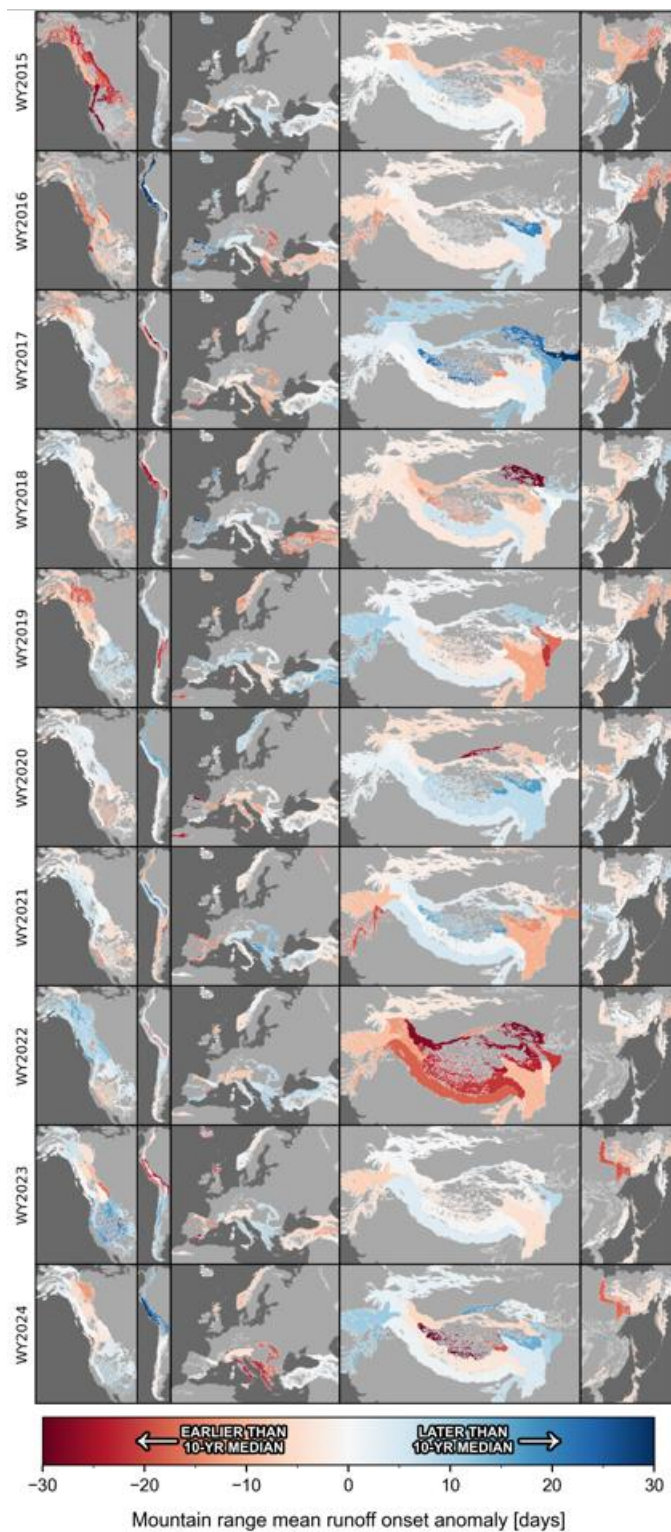 WY2015
WY2016
WY2017
WY2018
WY2019
WY2020
WY2021
WY2022
WY2023
WY2024
EARLIER THAN
10-YR MEDIAN
LATER THAN
10-YR MEDIAN
−30 −20 −10 0 10 20 30
Mountain range mean runoff onset anomaly [days]